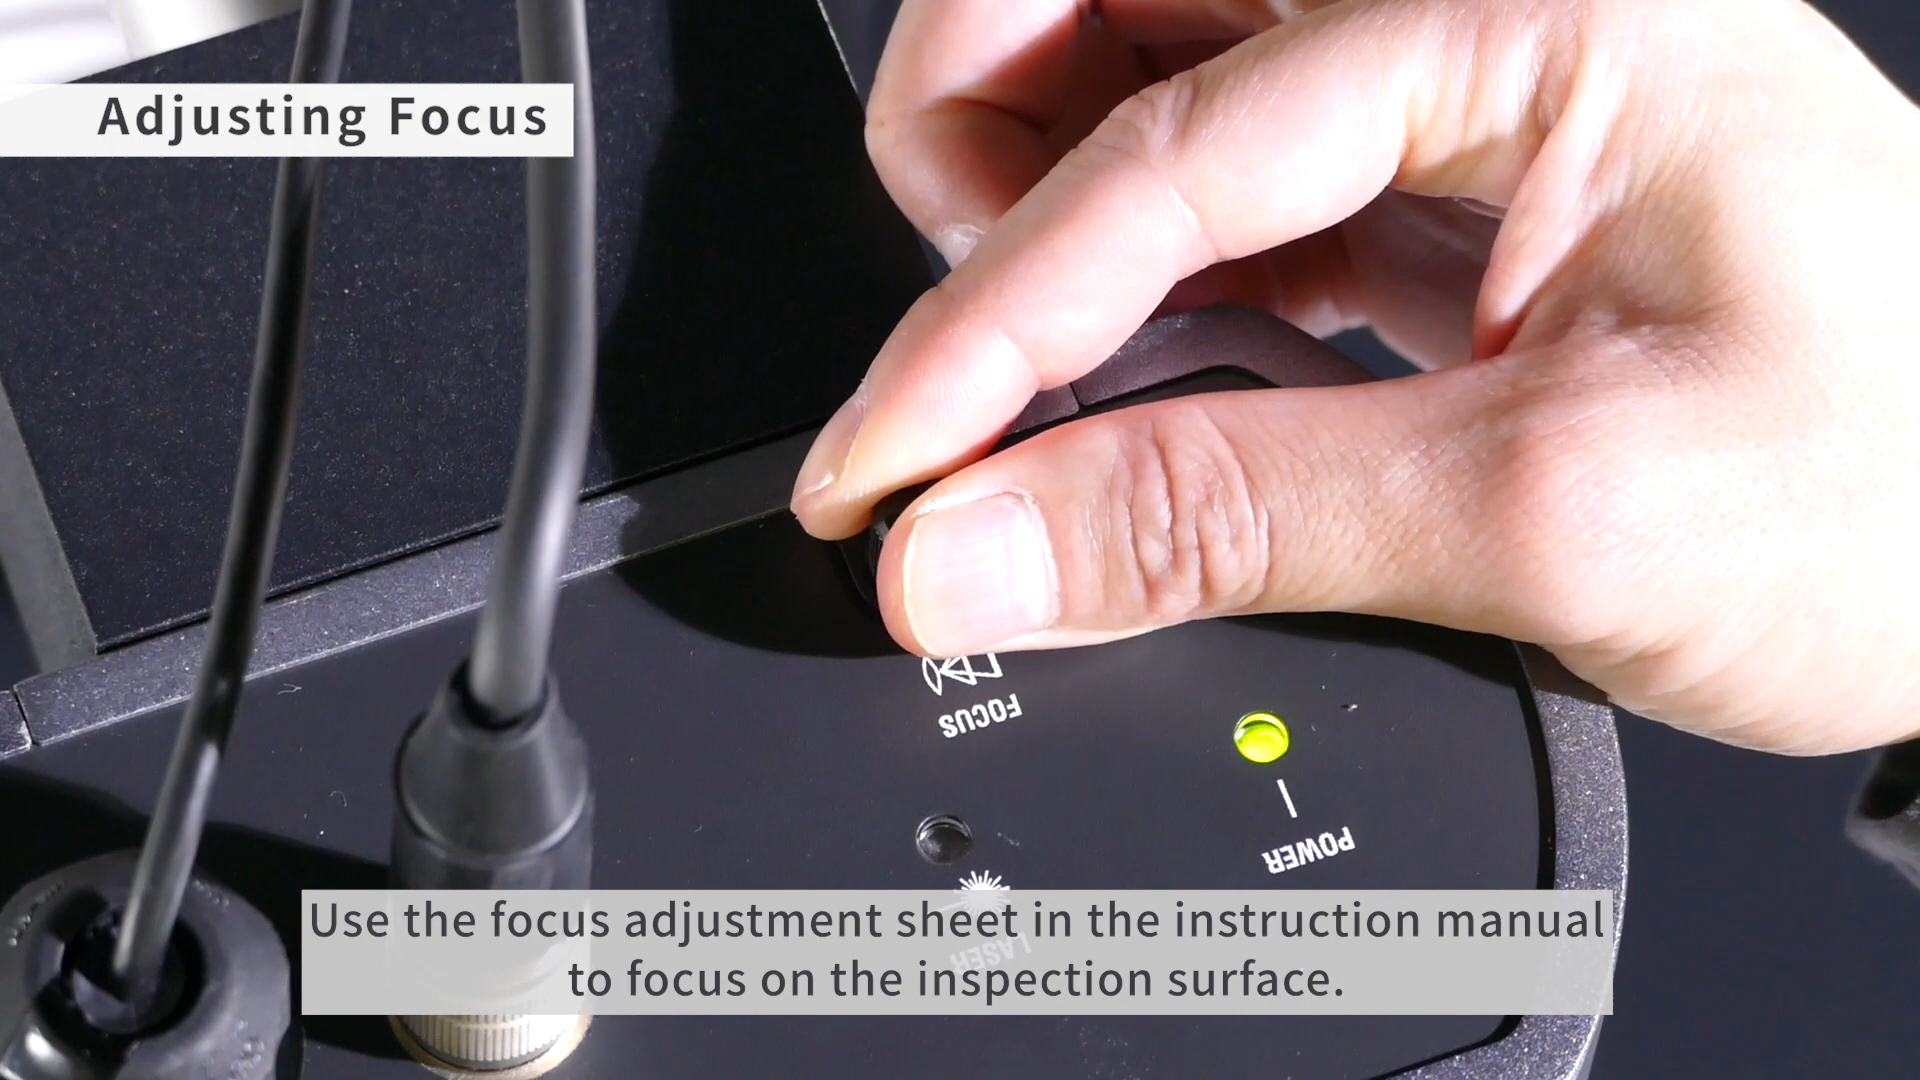 Adjusting Focus
FOCUS
POWER
Use the focus adjustment sheet in the instruction manual
LASER
to focus on the inspection surface.